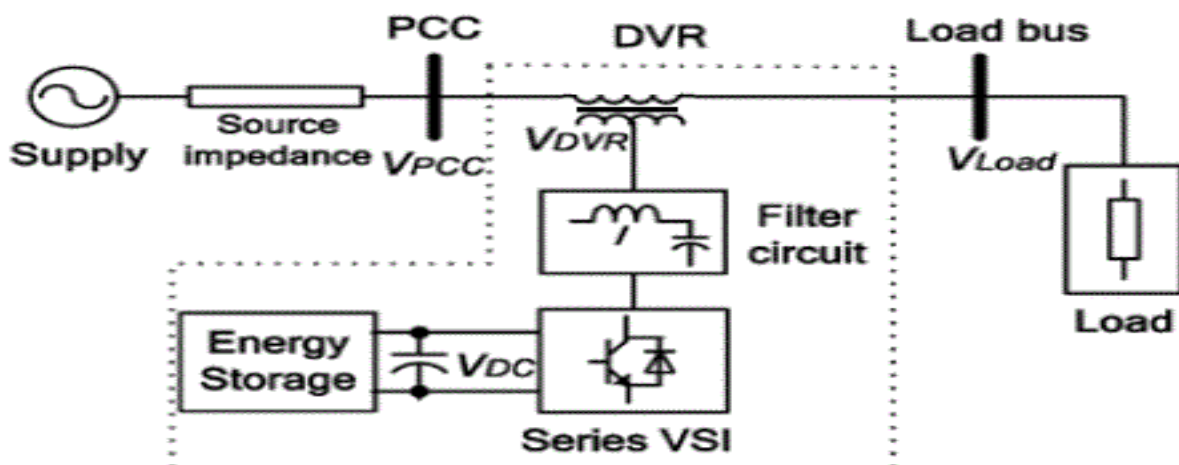 PCC
DVR
Load bus
Supply
Source
impedance
VPCC
VDVR
VLoad
Filter
circuit
Load
Energy
Storage
VDC
Series VSI